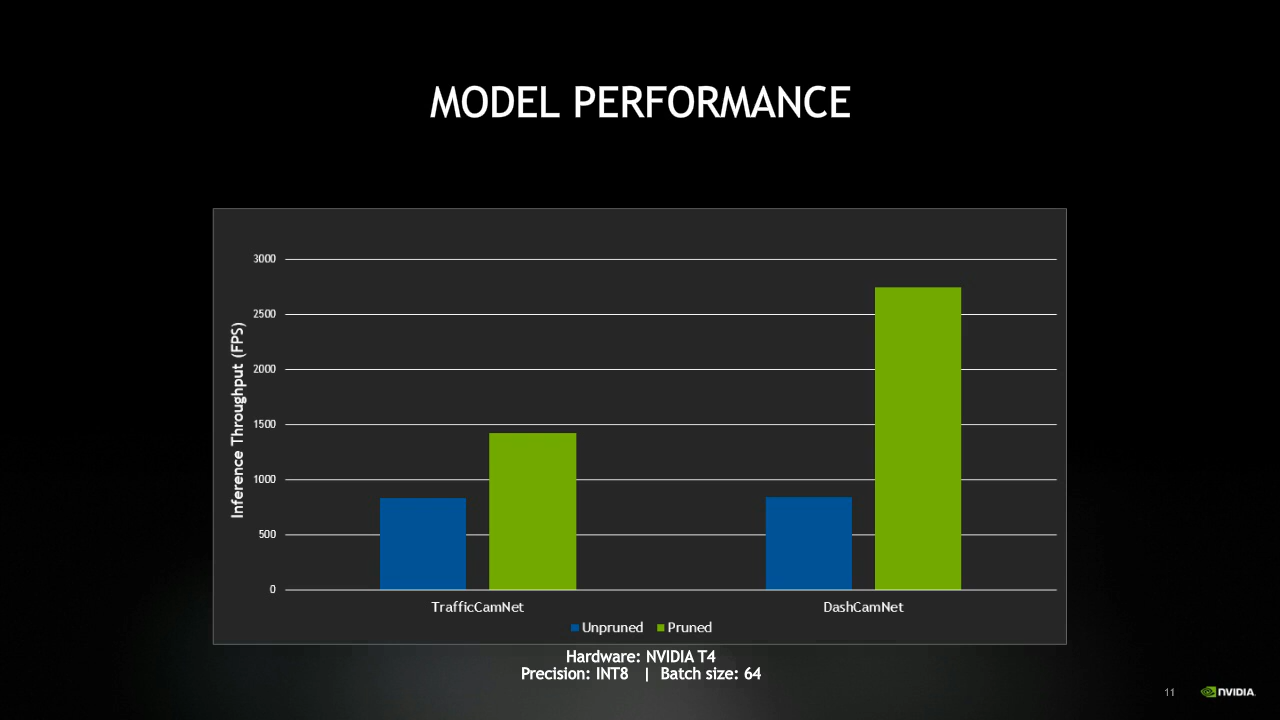 MODEL PERFORMANCE
3000
2500
2000
1500
1000
500
0
Inference Throughput (FPS)
TrafficCamNet DashCamNet
Unpruned Pruned
Hardware: NVIDIA T4
Precision: INT8 | Batch size: 64
11 NVIDIA.